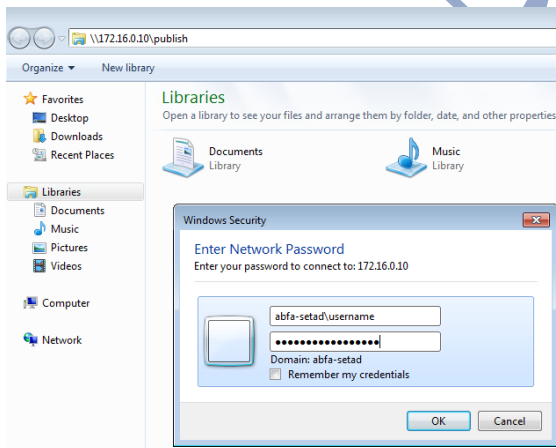 \\172.16.0.10\publish
Organize ▼ New library
Favorites
Desktop
Downloads
Recent Places
Libraries
Documents
Music
Pictures
Videos
Computer
Network
Libraries
Open a library to see your files and arrange them by folder, date, and other properties
Documents
Library
Music
Library
Windows Security
Enter Network Password
Enter your password to connect to: 172.16.0.10
abfa-setad\username
•••••••••••••••••
Domain: abfa-setad
Remember my credentials
OK Cancel